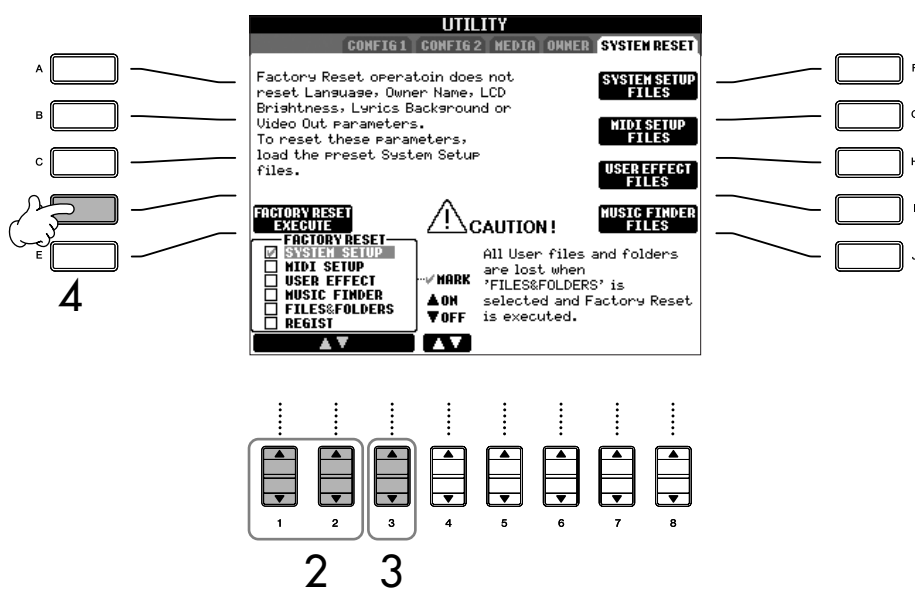 UTILITY
CONFIG 1 CONFIG 2 MEDIA OWNER SYSTEM RESET
A
B
C
E
4
Factory Reset operatoin does not
reset Language, Owner Name, LCD
Brightness, Lyrics Background or
Video Out parameters.
To reset these parameters,
load the preset System Setup
files.
SYSTEM SETUP
FILES
MIDI SETUP
FILES
USER EFFECT
FILES
MUSIC FINDER
FILES
FACTORY RESET
EXECUTE
FACTORY RESET
SYSTEM SETUP
MIDI SETUP
USER EFFECT
MUSIC FINDER
FILES&FOLDERS
REGIST
MARK
▲ON
▼OFF
CAUTION!
All User files and folders
are lost when
'FILES&FOLDERS' is
selected and Factory Reset
is executed.
1 2 3 4 5 6 7 8
2 3